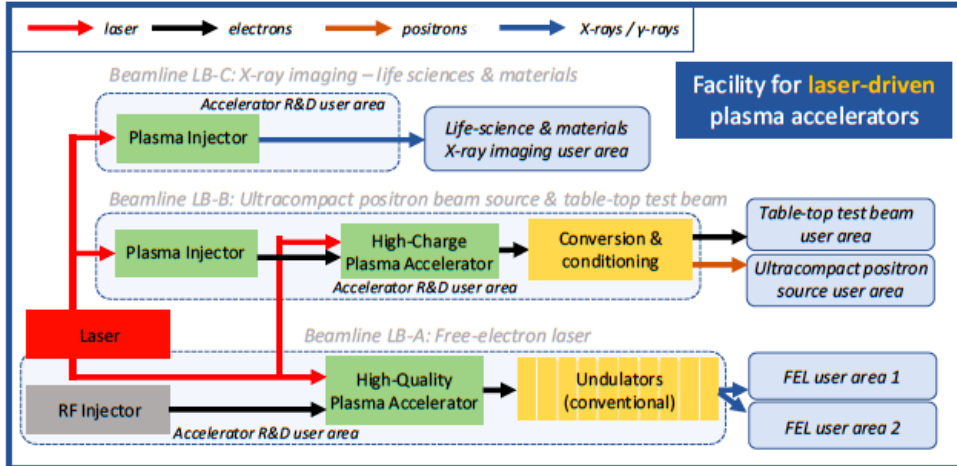 laser
electrons
positrons
X-rays / γ-rays
Beamline LB-C: X-ray imaging – life sciences & materials
Accelerator R&D user area
Plasma Injector
Life-science & materials
X-ray imaging user area
Facility for laser-driven
plasma accelerators
Beamline LB-B: Ultracompact positron beam source & table-top test beam
Plasma Injector
High-Charge
Plasma Accelerator
Conversion &
conditioning
Accelerator R&D user area
Table-top test beam
user area
Ultracompact positron
source user area
Laser
Beamline LB-A: Free-electron laser
RF Injector
High-Quality
Plasma Accelerator
Undulators
(conventional)
Accelerator R&D user area
FEL user area 1
FEL user area 2